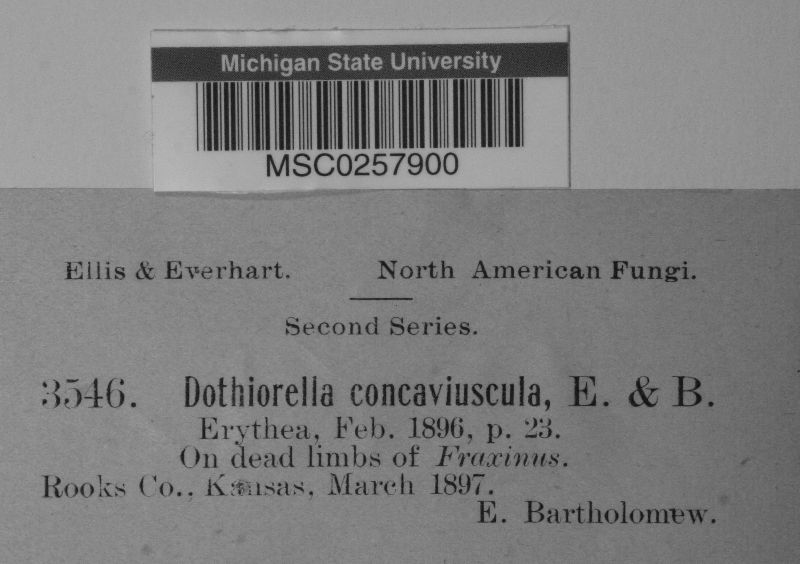 Michigan State University
MSC0257900
Ellis & Everhart. North American Fungi.
Second Series.
3546. Dothiorella concaviuscula, E. & B.
Erythea, Feb. 1896, p. 23.
On dead limbs of Fraxinus.
Rooks Co., Kansas, March 1897.
E. Bartholomew.